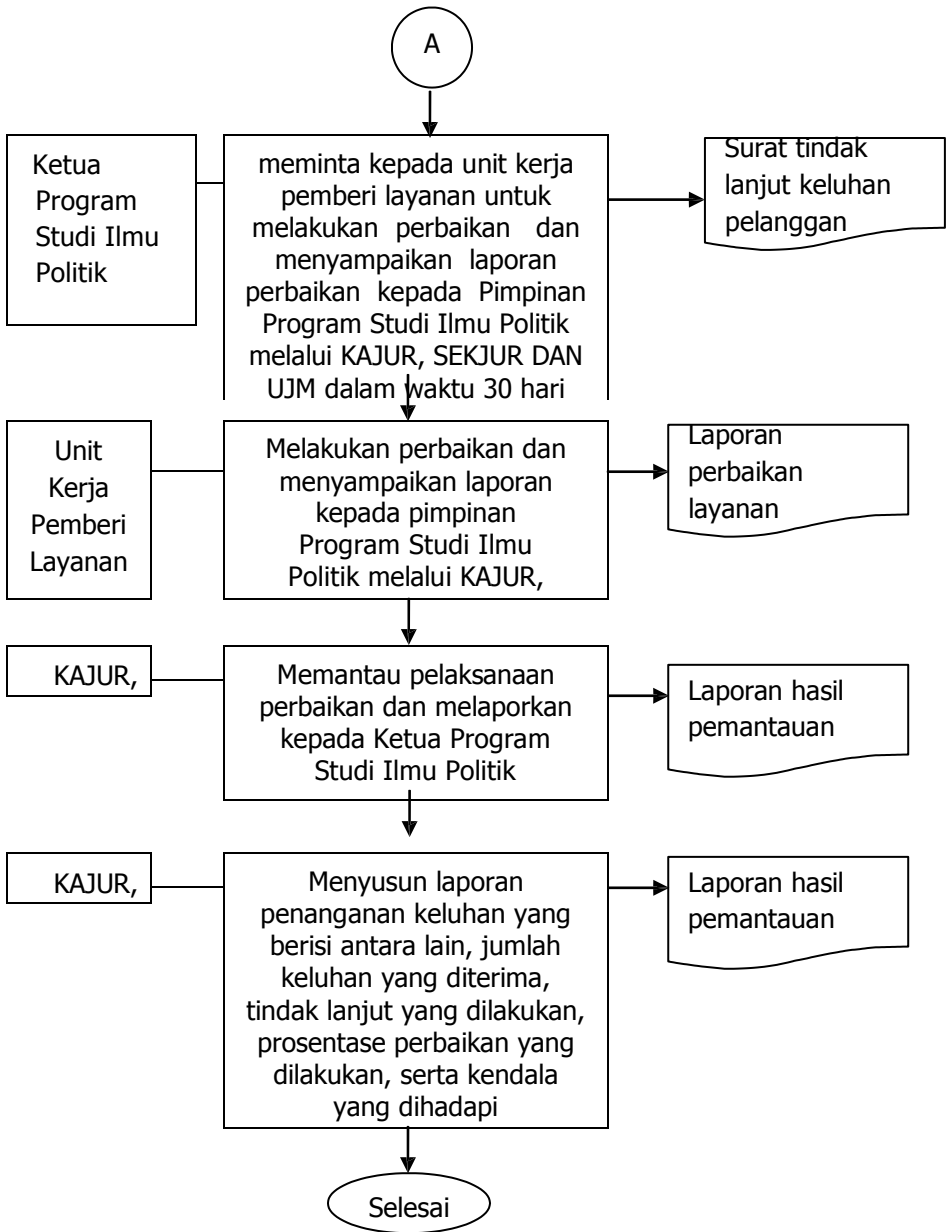 A
Ketua
Program
Studi Ilmu
Politik
meminta kepada unit kerja
pemberi layanan untuk
melakukan perbaikan dan
menyampaikan laporan
perbaikan kepada Pimpinan
Program Studi Ilmu Politik
melalui KAJUR, SEKJUR DAN
UJM dalam waktu 30 hari
Surat tindak
lanjut keluhan
pelanggan
Unit
Kerja
Pemberi
Layanan
Melakukan perbaikan dan
menyampaikan laporan
kepada pimpinan
Program Studi Ilmu
Politik melalui KAJUR,
Laporan
perbaikan
layanan
KAJUR,
Memantau pelaksanaan
perbaikan dan melaporkan
kepada Ketua Program
Studi Ilmu Politik
Laporan hasil
pemantauan
KAJUR,
Menyusun laporan
penanganan keluhan yang
berisi antara lain, jumlah
keluhan yang diterima,
tindak lanjut yang dilakukan,
prosentase perbaikan yang
dilakukan, serta kendala
yang dihadapi
Laporan hasil
pemantauan
Selesai